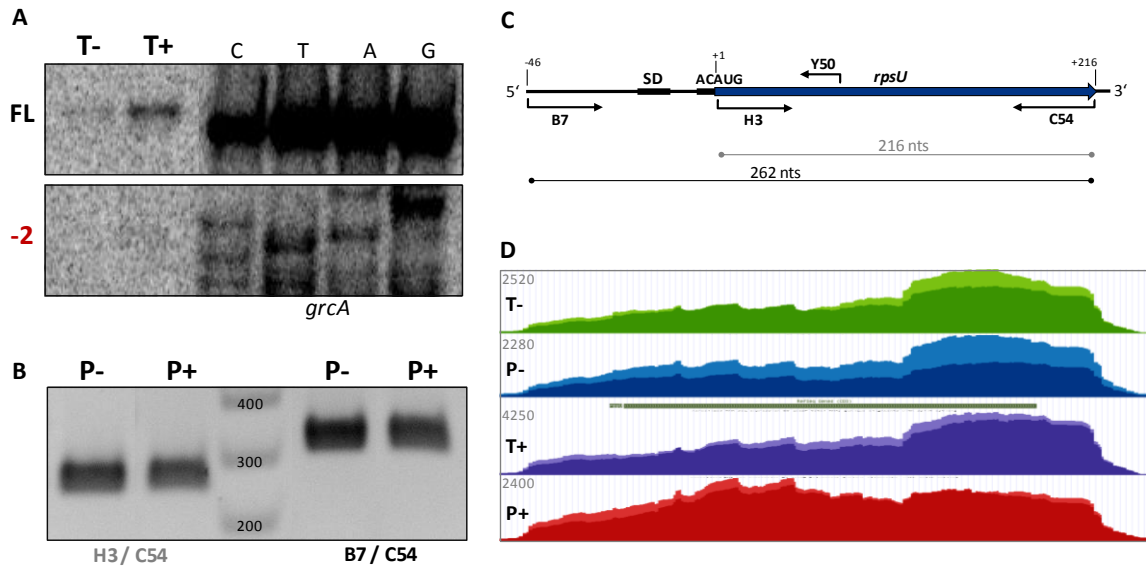 A
T- T+ C T A G
FL
-2
grcA
B
P- P+ P- P+
400
300
200
H3 / C54 B7 / C54
C
-46 +1 +216
SD ACAUG Y50 rpsU
5' 3'
B7 H3 C54
216 nts
262 nts
D
2520
T-
2280
P-
4250
T+
2400
P+